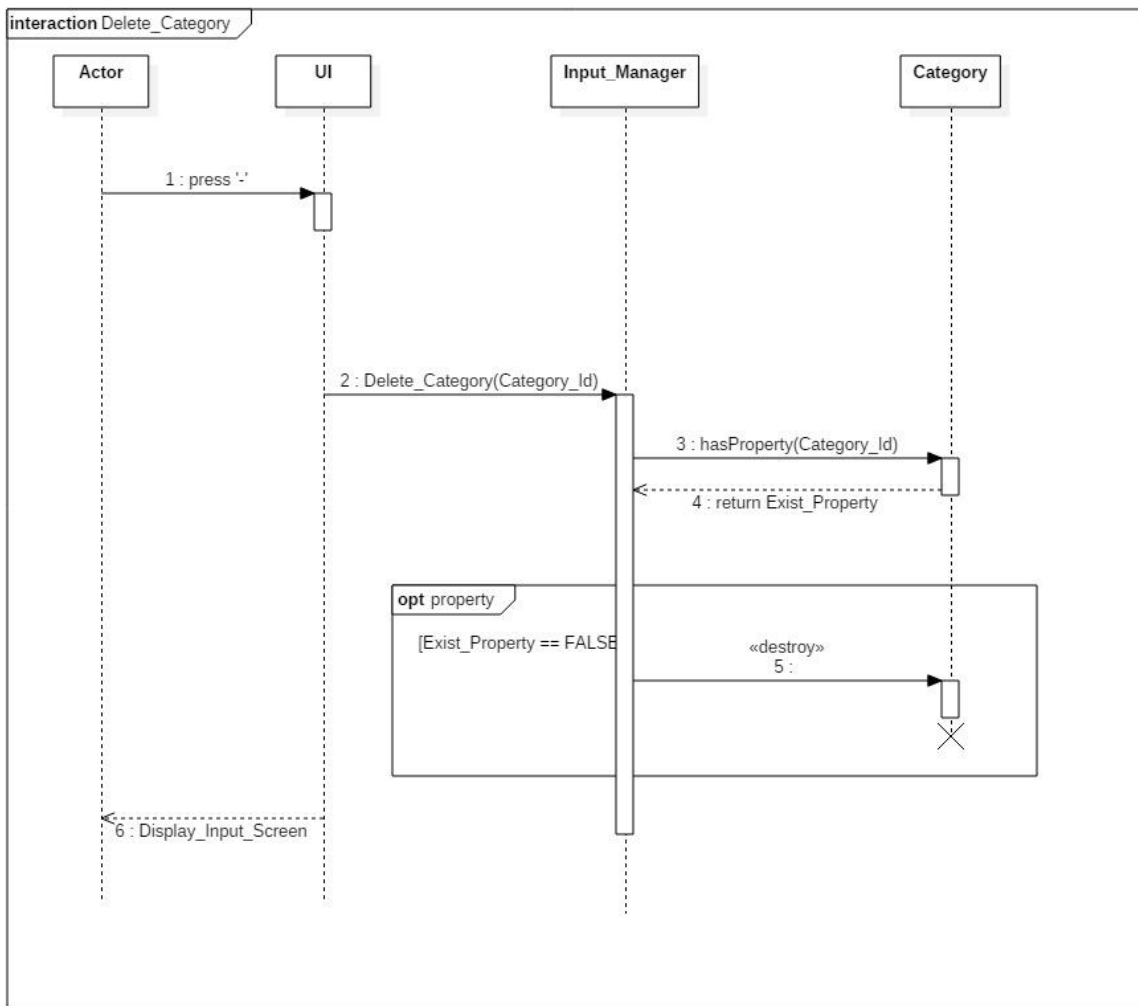 interaction Delete_Category
Actor
UI
Input_Manager
Category
1 : press '-'
2 : Delete_Category(Category_Id)
3 : hasProperty(Category_Id)
4 : return Exist_Property
opt property
[Exist_Property == FALSE
«destroy»
5 :
6 : Display_Input_Screen